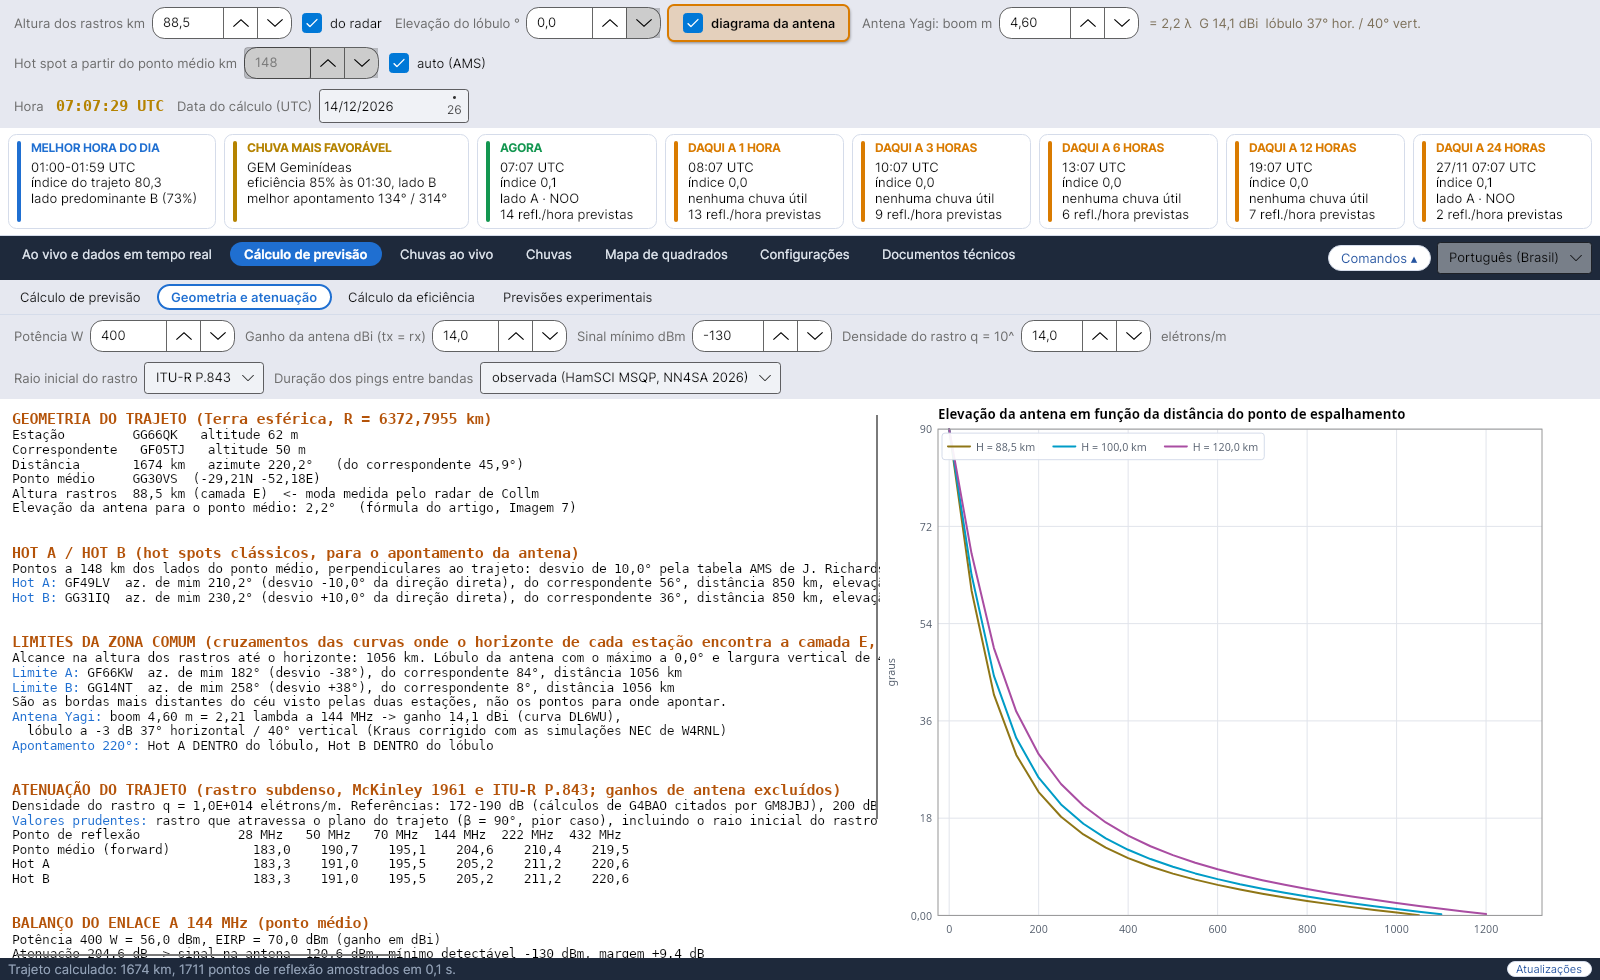 Altura dos rastros km 88,5 do radar Elevação do lóbulo ° 0,0 diagrama da antena Antena Yagi: boom m 4,60 = 2,2 λ G 14,1 dBi lóbulo 37° hor. / 40° vert.
Hot spot a partir do ponto médio km 148 auto (AMS)
Hora 07:07:29 UTC Data do cálculo (UTC) 14/12/2026 26
MELHOR HORA DO DIA
01:00-01:59 UTC
índice do trajeto 80,3
lado predominante B (73%)
CHUVA MAIS FAVORÁVEL
GEM Geminídeas
eficiência 85% às 01:30, lado B
melhor apontamento 134° / 314°
AGORA
07:07 UTC
índice 0,1
lado A · NOO
14 refl./hora previstas
DAQUI A 1 HORA
08:07 UTC
índice 0,0
nenhuma chuva útil
13 refl./hora previstas
DAQUI A 3 HORAS
10:07 UTC
índice 0,0
nenhuma chuva útil
9 refl./hora previstas
DAQUI A 6 HORAS
13:07 UTC
índice 0,0
nenhuma chuva útil
6 refl./hora previstas
DAQUI A 12 HORAS
19:07 UTC
índice 0,0
nenhuma chuva útil
7 refl./hora previstas
DAQUI A 24 HORAS
27/11 07:07 UTC
índice 0,1
lado A · NOO
2 refl./hora previstas
Ao vivo e dados em tempo real Cálculo de previsão Chuvas ao vivo Chuvas Mapa de quadrados Configurações Documentos técnicos Comandos ▴ Português (Brasil)
Cálculo de previsão Geometria e atenuação Cálculo da eficiência Previsões experimentais
Potência W 400 Ganho da antena dBi (tx = rx) 14,0 Sinal mínimo dBm -130 Densidade do rastro q = 10^ 14,0 elétrons/m
Raio inicial do rastro ITU-R P.843 Duração dos pings entre bandas observada (HamSCI MSQP, NN4SA 2026)
GEOMETRIA DO TRAJETO (Terra esférica, R = 6372,7955 km)
Estação GG66QK altitude 62 m
Correspondente GF05TJ altitude 50 m
Distância 1674 km azimute 220,2° (do correspondente 45,9°)
Ponto médio GG30VS (-29,21N -52,18E)
Altura rastros 88,5 km (camada E) <- moda medida pelo radar de Collm
Elevação da antena para o ponto médio: 2,2° (fórmula do artigo, Imagem 7)
HOT A / HOT B (hot spots clássicos, para o apontamento da antena)
Pontos a 148 km dos lados do ponto médio, perpendiculares ao trajeto: desvio de 10,0° pela tabela AMS de J. Richards
Hot A: GF49LV az. de mim 210,2° (desvio -10,0° da direção direta), do correspondente 56°, distância 850 km, elevaç
Hot B: GG31IQ az. de mim 230,2° (desvio +10,0° da direção direta), do correspondente 36°, distância 850 km, elevaç
LIMITES DA ZONA COMUM (cruzamentos das curvas onde o horizonte de cada estação encontra a camada E,
Alcance na altura dos rastros até o horizonte: 1056 km. Lóbulo da antena com o máximo a 0,0° e largura vertical de 4
Limite A: GF66KW az. de mim 182° (desvio -38°), do correspondente 84°, distância 1056 km
Limite B: GG14NT az. de mim 258° (desvio +38°), do correspondente 8°, distância 1056 km
São as bordas mais distantes do céu visto pelas duas estações, não os pontos para onde apontar.
Antena Yagi: boom 4,60 m = 2,21 lambda a 144 MHz -> ganho 14,1 dBi (curva DL6WU),
lóbulo a -3 dB 37° horizontal / 40° vertical (Kraus corrigido com as simulações NEC de W4RNL)
Apontamento 220°: Hot A DENTRO do lóbulo, Hot B DENTRO do lóbulo
ATENUAÇÃO DO TRAJETO (rastro subdenso, McKinley 1961 e ITU-R P.843; ganhos de antena excluídos)
Densidade do rastro q = 1,0E+014 elétrons/m. Referências: 172-190 dB (cálculos de G4BAO citados por GM8JBJ), 200 dB
Valores prudentes: rastro que atravessa o plano do trajeto (β = 90°, pior caso), incluindo o raio inicial do rastro
Ponto de reflexão 28 MHz 50 MHz 70 MHz 144 MHz 222 MHz 432 MHz
Ponto médio (forward) 183,0 190,7 195,1 204,6 210,4 219,5
Hot A 183,3 191,0 195,5 205,2 211,2 220,6
Hot B 183,3 191,0 195,5 205,2 211,2 220,6
BALANÇO DO ENLACE A 144 MHz (ponto médio)
Potência 400 W = 56,0 dBm, EIRP = 70,0 dBm (ganho em dBi)
Atenuação 204,6 dB -> sinal na antena -120,6 dBm, mínimo detectável -130 dBm, margem +9,4 dB
Elevação da antena em função da distância do ponto de espalhamento
H = 88,5 km H = 100,0 km H = 120,0 km
90
72
54
36
18
0,00
graus
0 200 400 600 800 1000 1200
Trajeto calculado: 1674 km, 1711 pontos de reflexão amostrados em 0,1 s. Atualizações